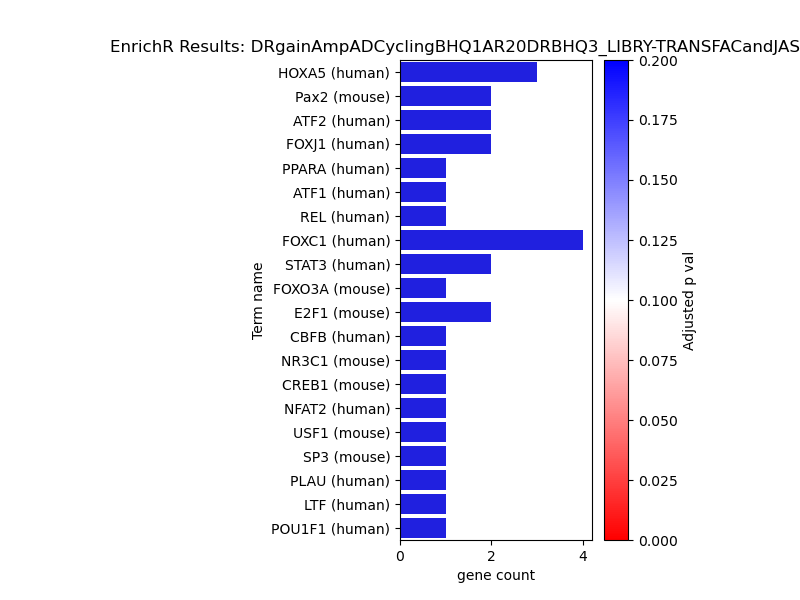 EnrichR Results: DRgainAmpADCyclingBHQ1AR20DRBHQ3_LIBRY-TRANSFACandJAS
HOXA5 (human)
Pax2 (mouse)
ATF2 (human)
FOXJ1 (human)
PPARA (human)
ATF1 (human)
REL (human)
FOXC1 (human)
STAT3 (human)
FOXO3A (mouse)
E2F1 (mouse)
CBFB (human)
NR3C1 (mouse)
CREB1 (mouse)
NFAT2 (human)
USF1 (mouse)
SP3 (mouse)
PLAU (human)
LTF (human)
POU1F1 (human)
Term name
0 2 4
gene count
0.200
0.175
0.150
0.125
0.100
0.075
0.050
0.025
0.000
Adjusted p val